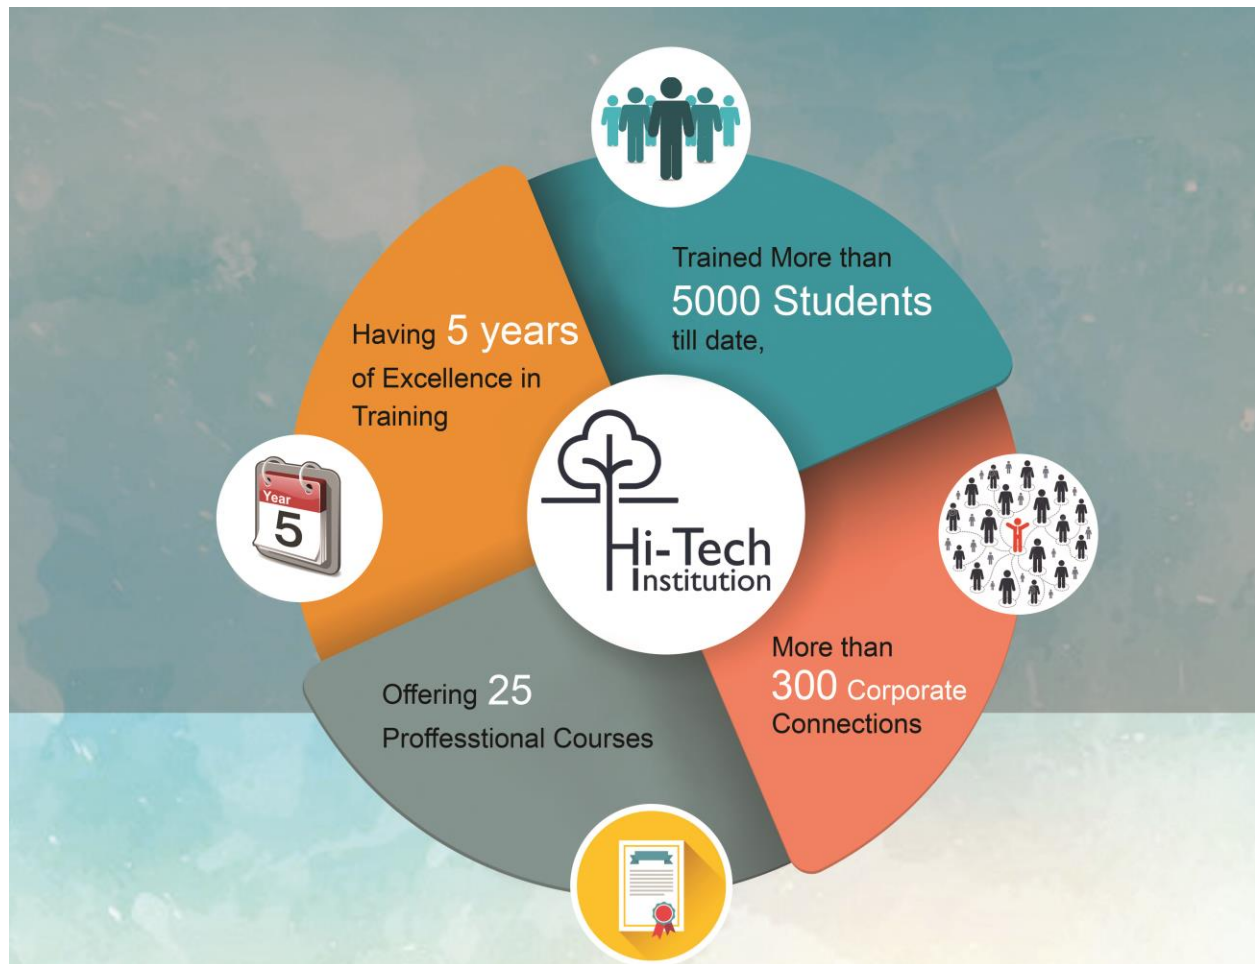 Trained More than
5000 Students
till date,
Having 5 years
of Excellence in
Training
Year
5
Hi-Tech
Institution
More than
300 Corporate
Connections
Offering 25
Proffesstional Courses